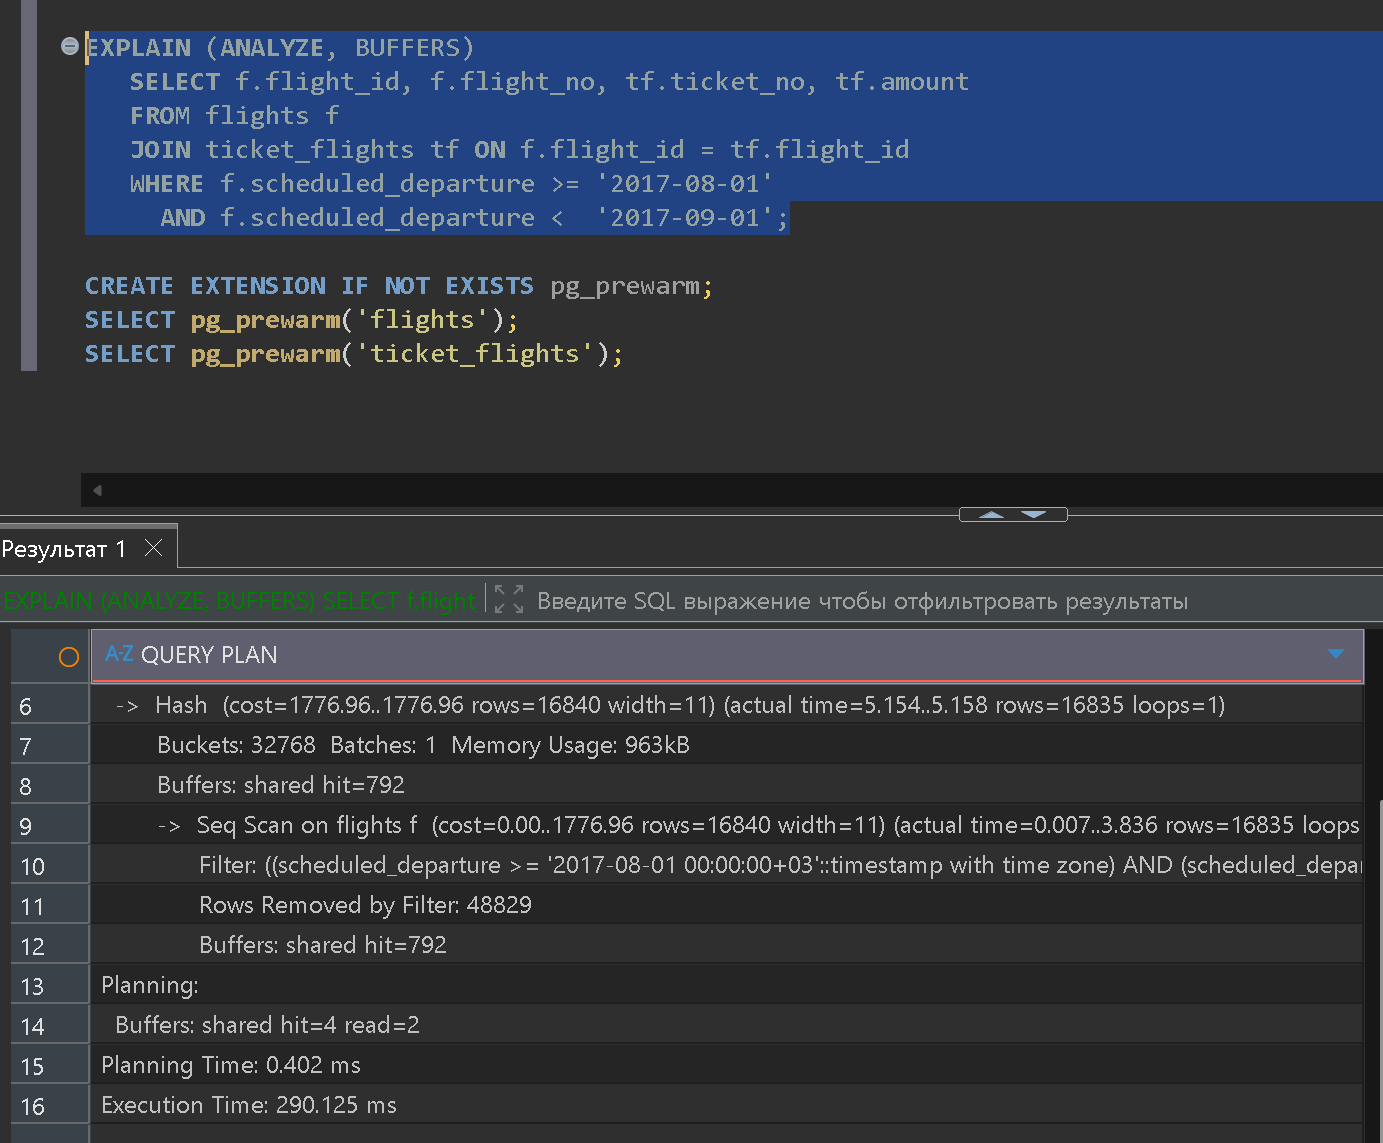 EXPLAIN (ANALYZE, BUFFERS)
SELECT f.flight_id, f.flight_no, tf.ticket_no, tf.amount
FROM flights f
JOIN ticket_flights tf ON f.flight_id = tf.flight_id
WHERE f.scheduled_departure >= '2017-08-01'
AND f.scheduled_departure <  '2017-09-01';
CREATE EXTENSION IF NOT EXISTS pg_prewarm;
SELECT pg_prewarm('flights');
SELECT pg_prewarm('ticket_flights');
Результат 1
EXPLAIN (ANALYZE, BUFFERS) SELECT f.flight Введите SQL выражение чтобы отфильтровать результаты
A-Z QUERY PLAN
6 -> Hash (cost=1776.96..1776.96 rows=16840 width=11) (actual time=5.154..5.158 rows=16835 loops=1)
7 Buckets: 32768 Batches: 1 Memory Usage: 963kB
8 Buffers: shared hit=792
9 -> Seq Scan on flights f (cost=0.00..1776.96 rows=16840 width=11) (actual time=0.007..3.836 rows=16835 loops
10 Filter: ((scheduled_departure >= '2017-08-01 00:00:00+03'::timestamp with time zone) AND (scheduled_depa
11 Rows Removed by Filter: 48829
12 Buffers: shared hit=792
13 Planning:
14 Buffers: shared hit=4 read=2
15 Planning Time: 0.402 ms
16 Execution Time: 290.125 ms